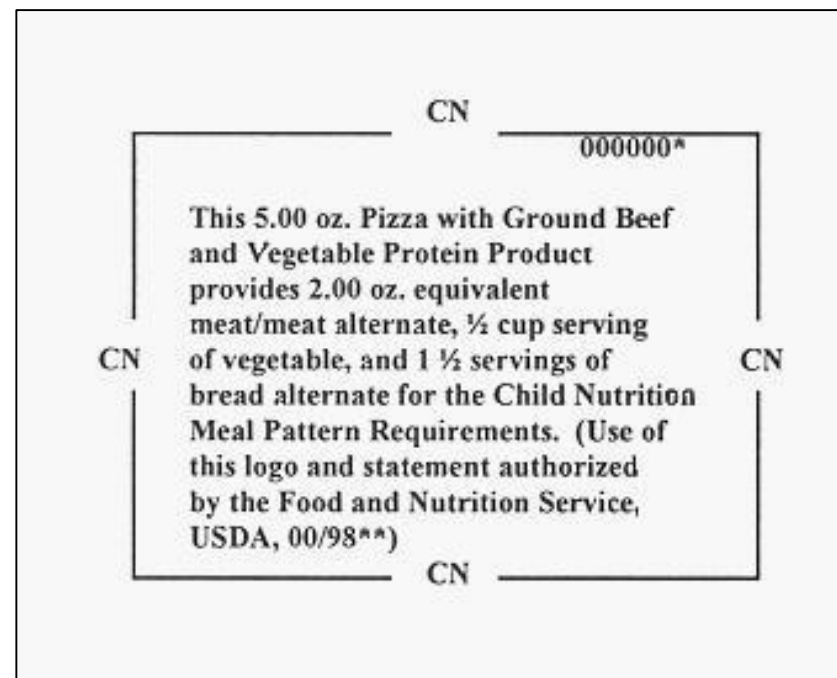 CN
000000*
This 5.00 oz. Pizza with Ground Beef
and Vegetable Protein Product
provides 2.00 oz. equivalent
meat/meat alternate, ½ cup serving
CN of vegetable, and 1 ½ servings of CN
bread alternate for the Child Nutrition
Meal Pattern Requirements. (Use of
this logo and statement authorized
by the Food and Nutrition Service,
USDA, 00/98**)
CN